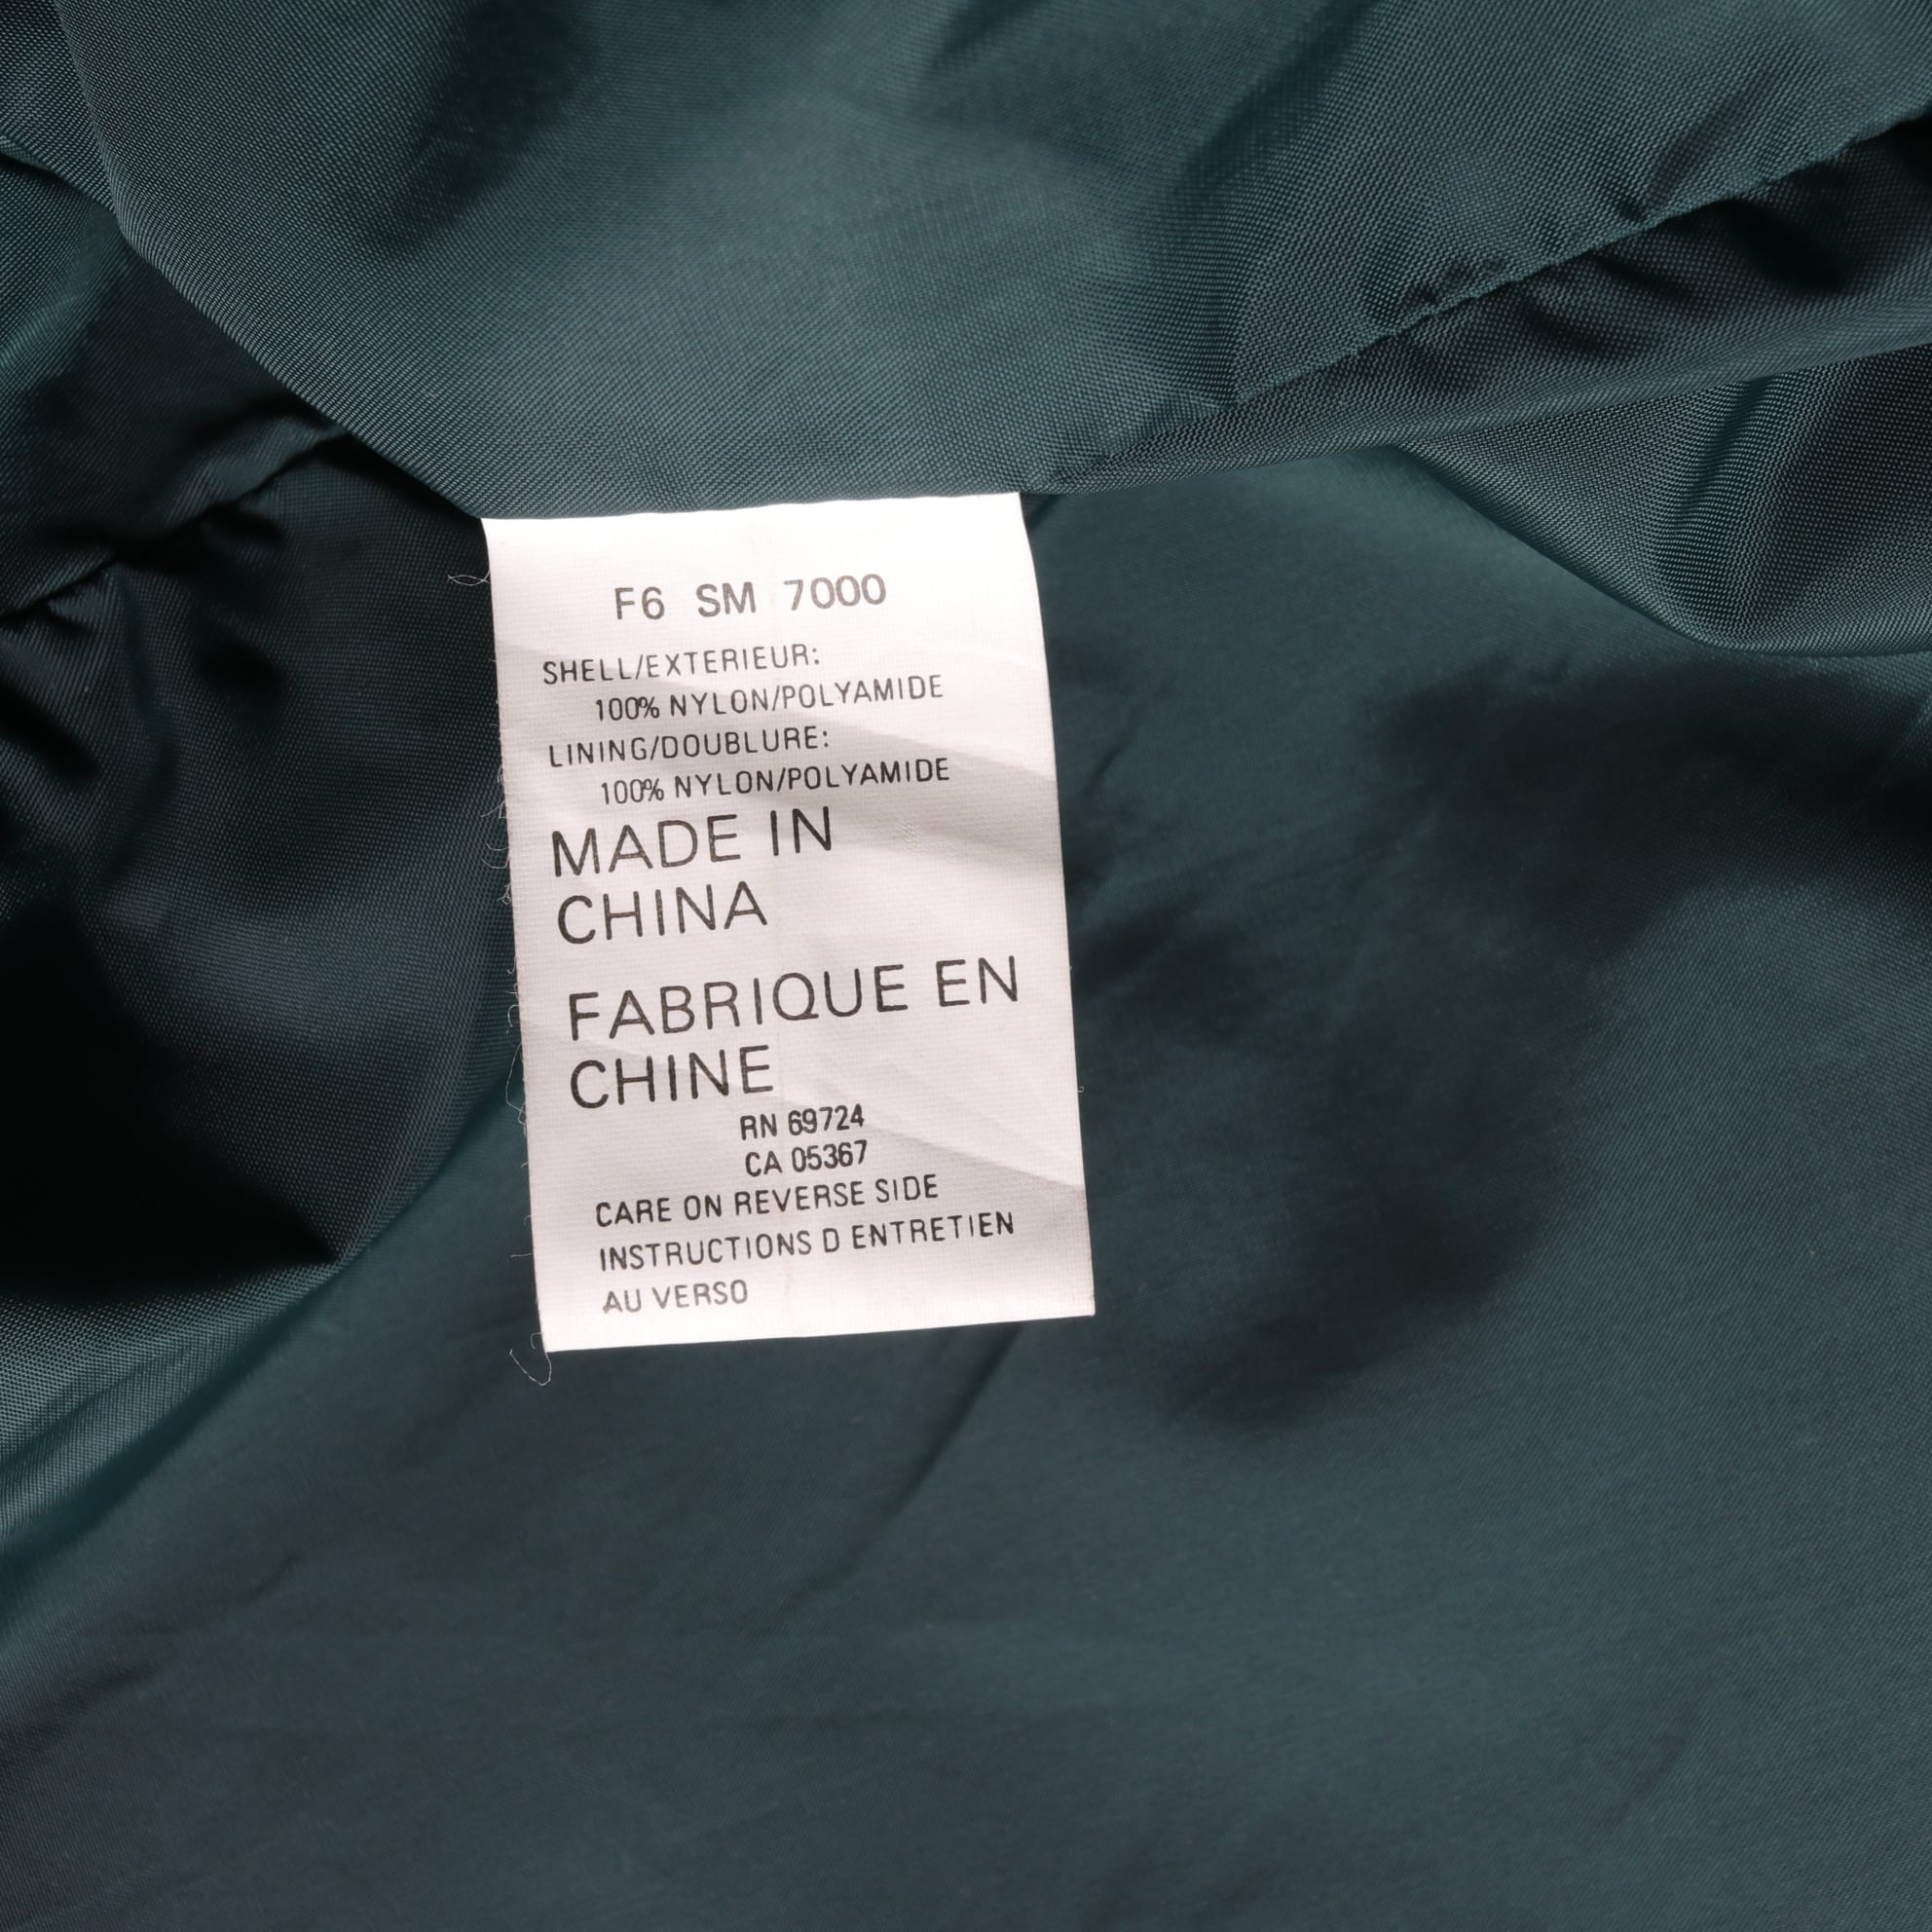 F6 SM 7000
SHELL/EXTERIEUR:
100% NYLON/POLYAMIDE
LINING/DOUBLURE:
100% NYLON/POLYAMIDE
MADE IN
CHINA
FABRIQUE EN
CHINE
RN 69724
CA 05367
CARE ON REVERSE SIDE
INSTRUCTIONS D ENTRETIEN
AU VERSO